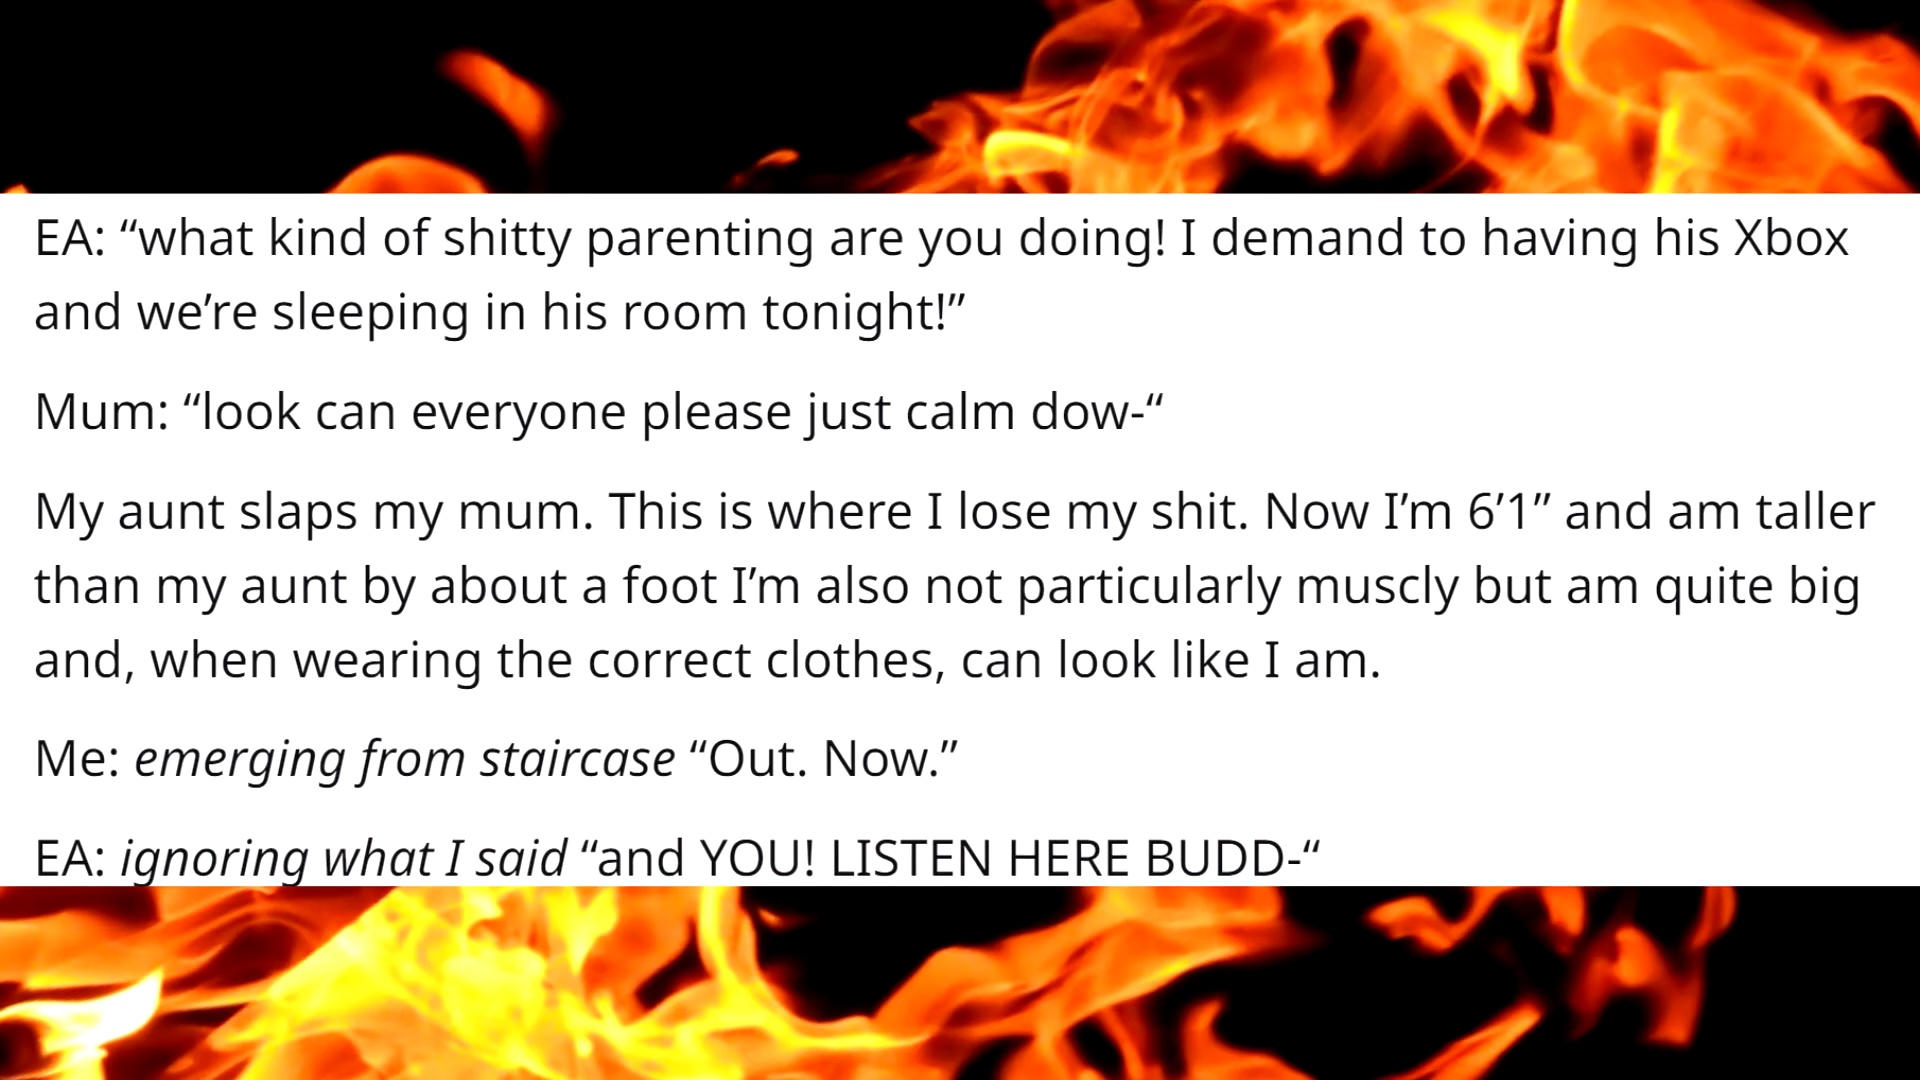 EA: “what kind of shitty parenting are you doing! I demand to having his Xbox
and we’re sleeping in his room tonight!”
Mum: “look can everyone please just calm dow-“
My aunt slaps my mum. This is where I lose my shit. Now I’m 6’1” and am taller
than my aunt by about a foot I’m also not particularly muscly but am quite big
and, when wearing the correct clothes, can look like I am.
Me: emerging from staircase “Out. Now.”
EA: ignoring what I said “and YOU! LISTEN HERE BUDD-“